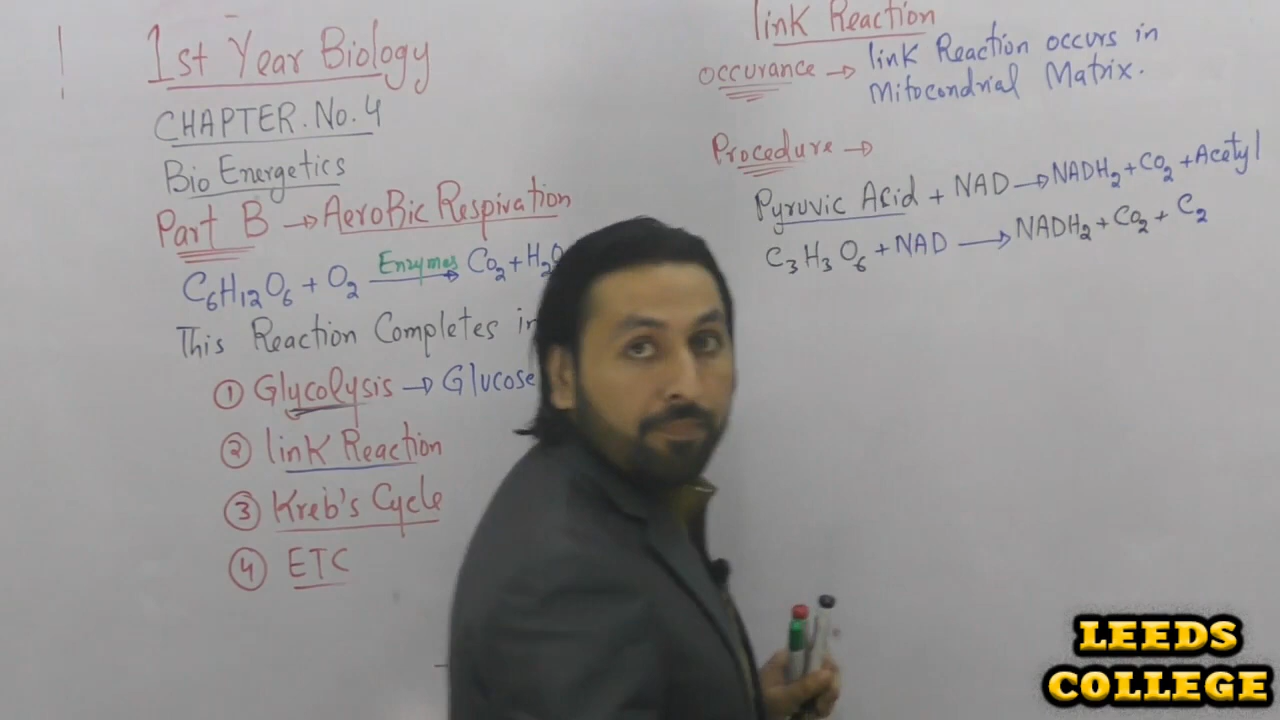 1st Year Biology
CHAPTER. No. 4
Bio Energetics
Part B → AeroBic Respiration
C6H12O6 + O2 Enzymes → CO2 + H2O
This Reaction Completes in
① Glycolysis → Glucose
② link Reaction
③ Kreb's Cycle
④ ETC
link Reaction
occurance → link Reaction occurs in
Mitocondrial Matrix.
Procedure →
Pyruvic Acid + NAD → NADH2 + CO2 + Acetyl
C3H3O6 + NAD → NADH2 + CO2 + C2
LEEDS
COLLEGE